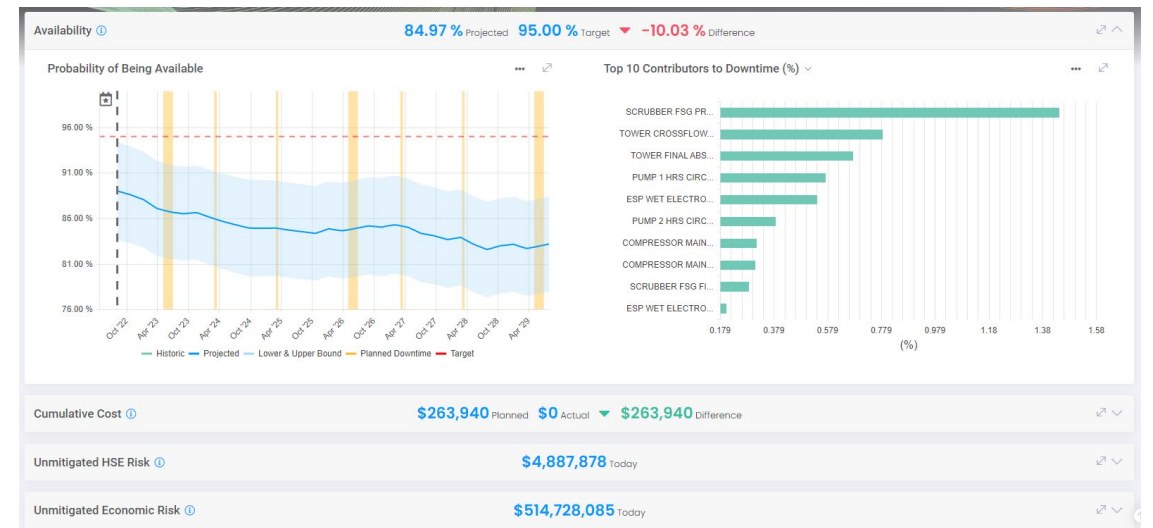 Availability
84.97 % Projected 95.00 % Target -10.03 % Difference
Probability of Being Available
Top 10 Contributors to Downtime (%)
96.00 %
91.00 %
86.00 %
81.00 %
76.00 %
Oct '22 Apr '23 Oct '23 Apr '24 Oct '24 Apr '25 Oct '25 Apr '26 Oct '26 Apr '27 Oct '27 Apr '28 Oct '28 Apr '29
Historic Projected Lower & Upper Bound Planned Downtime Target
SCRUBBER FSG PR...
TOWER CROSSFLOW...
TOWER FINAL ABS...
PUMP 1 HRS CIRC...
ESP WET ELECTRO...
PUMP 2 HRS CIRC...
COMPRESSOR MAIN...
COMPRESSOR MAIN...
SCRUBBER FSG FI...
ESP WET ELECTRO...
0.179 0.379 0.579 0.779 0.979 1.18 1.38 1.58
(%)
Cumulative Cost
$263,940 Planned $0 Actual $263,940 Difference
Unmitigated HSE Risk
$4,887,878 Today
Unmitigated Economic Risk
$514,728,085 Today